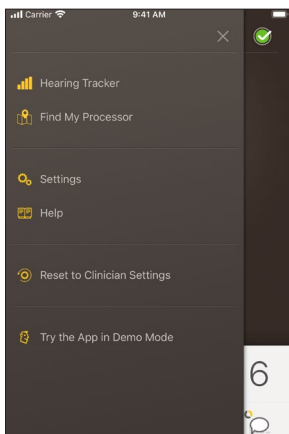 Carrier 9:41 AM
Hearing Tracker
Find My Processor
Settings
Help
Reset to Clinician Settings
Try the App in Demo Mode
6